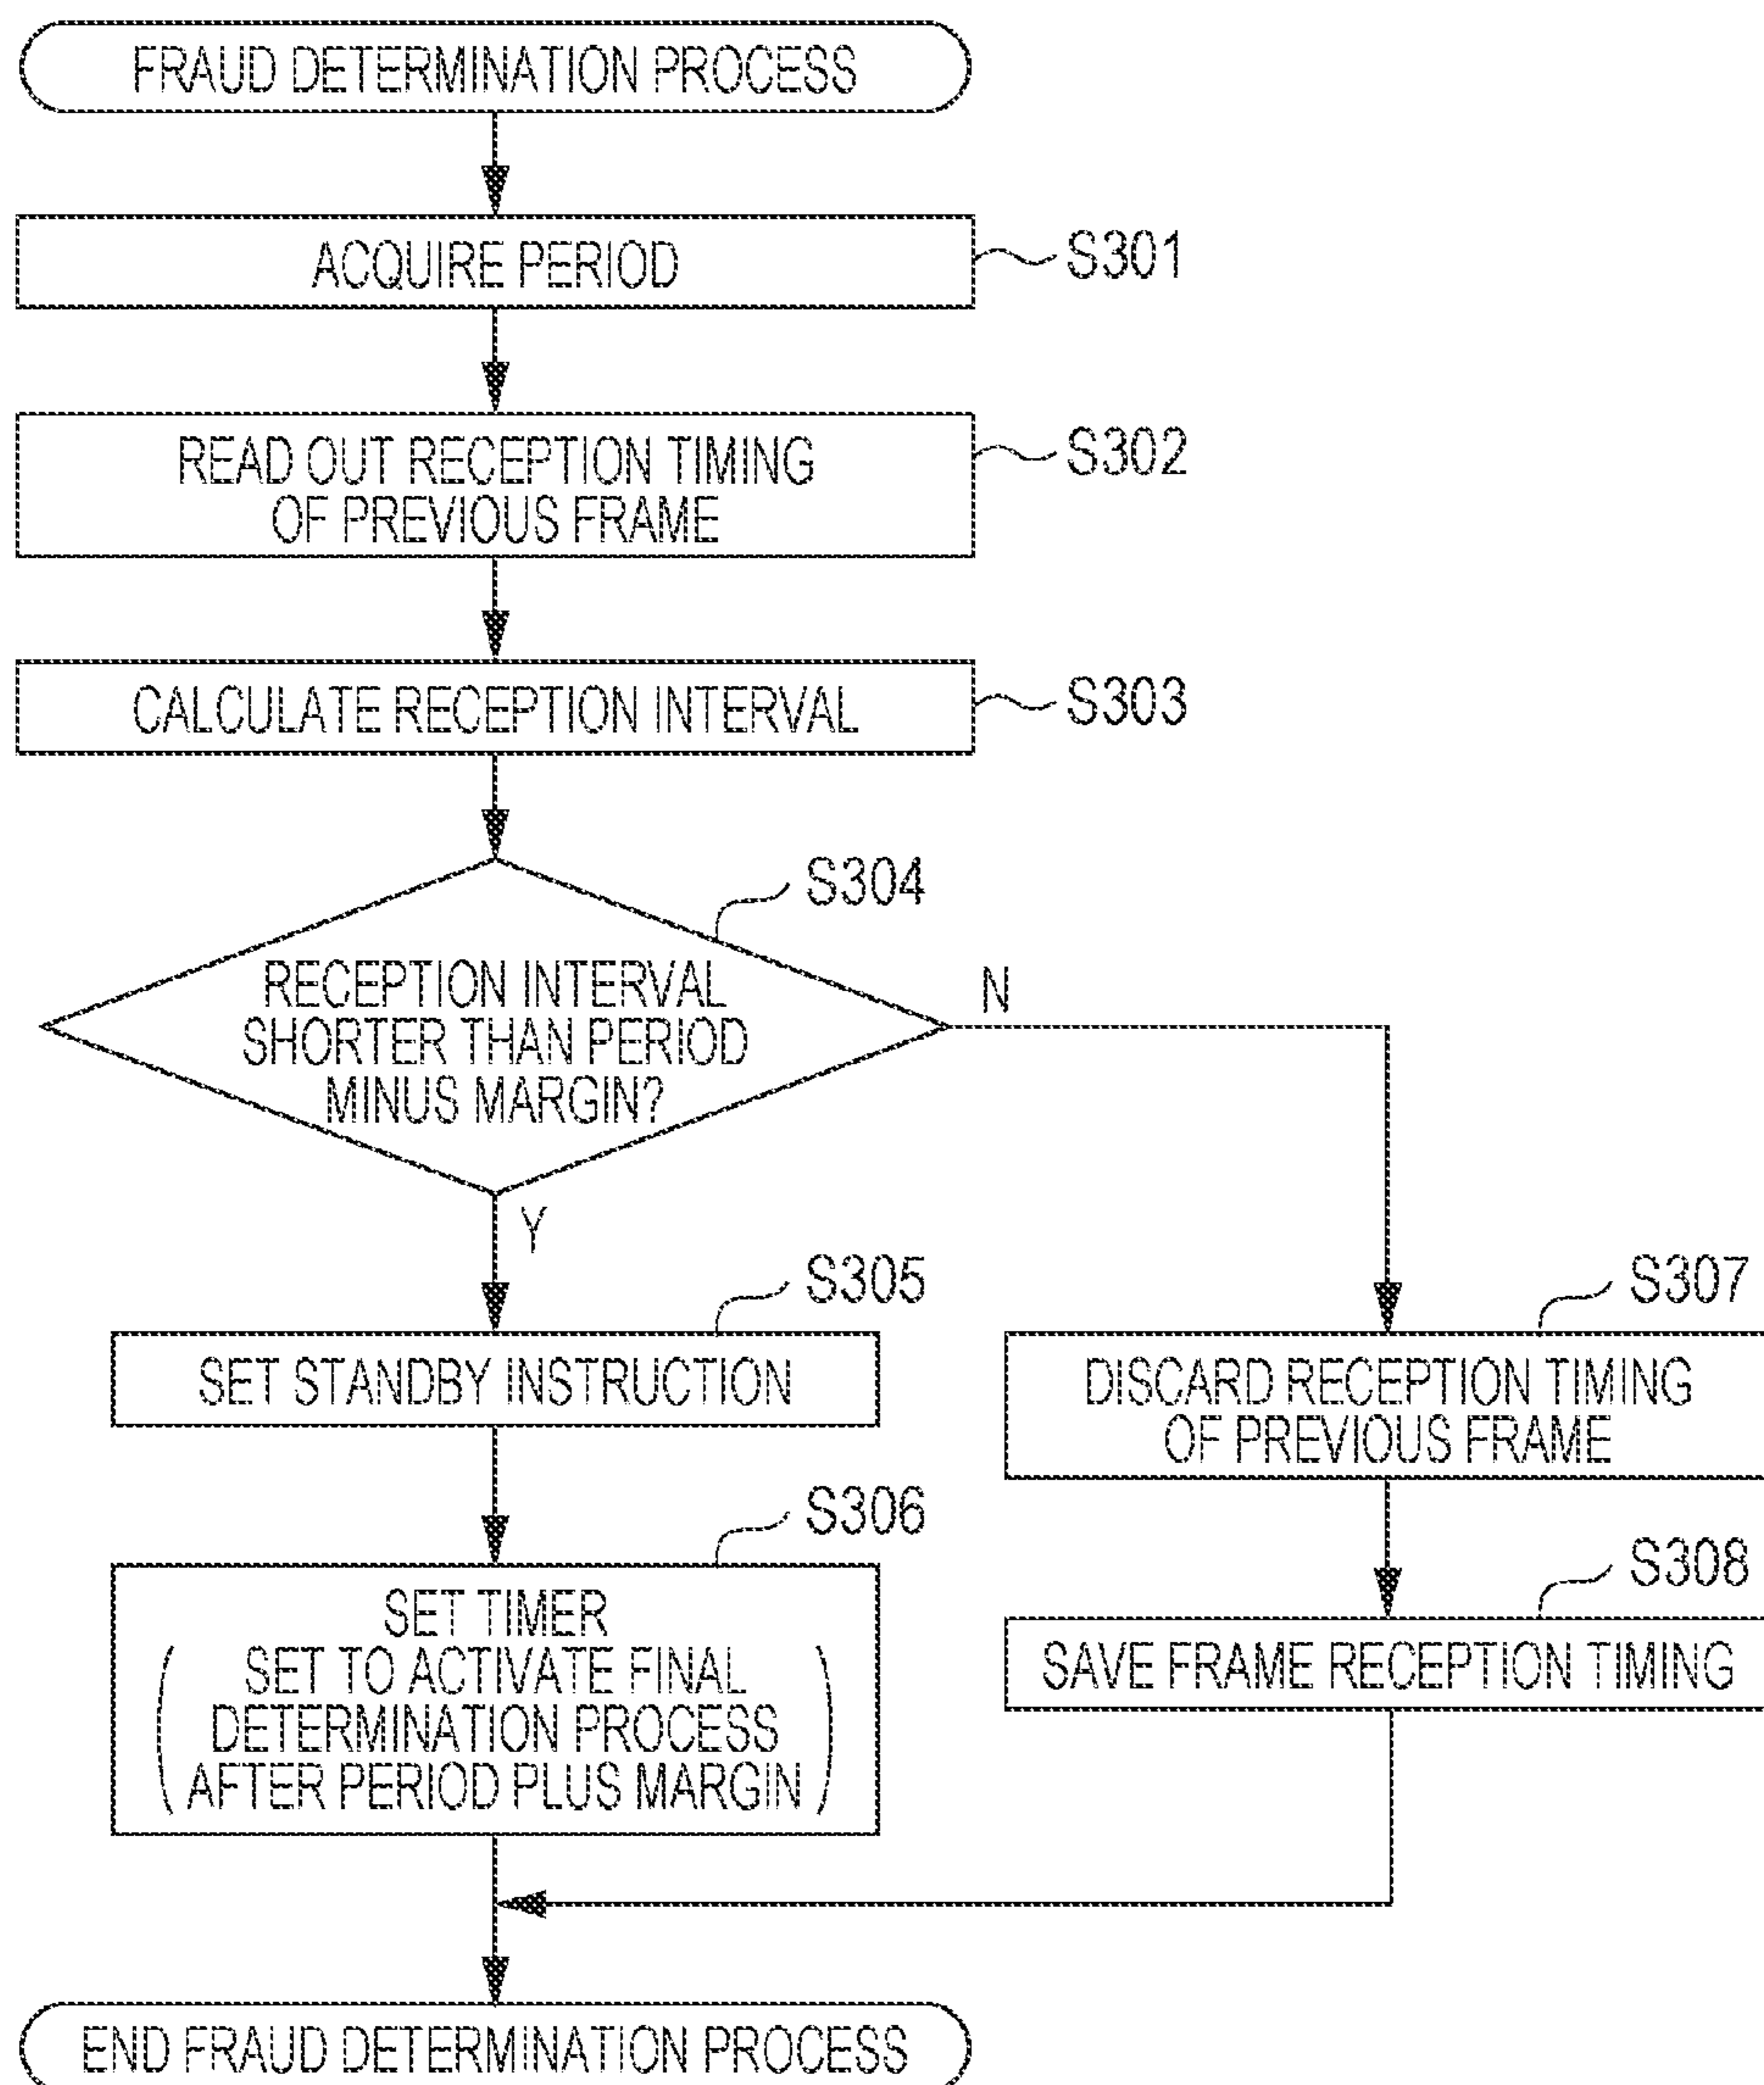 FRAUD DETERMINATION PROCESS
ACQUIRE PERIOD
S301
READ OUT RECEPTION TIMING
OF PREVIOUS FRAME
S302
CALCULATE RECEPTION INTERVAL
S303
S304
RECEPTION INTERVAL
SHORTER THAN PERIOD
MINUS MARGIN?
N
Y
S305
SET STANDBY INSTRUCTION
S306
SET TIMER
( SET TO ACTIVATE FINAL
DETERMINATION PROCESS
AFTER PERIOD PLUS MARGIN )
S307
DISCARD RECEPTION TIMING
OF PREVIOUS FRAME
S308
SAVE FRAME RECEPTION TIMING
END FRAUD DETERMINATION PROCESS